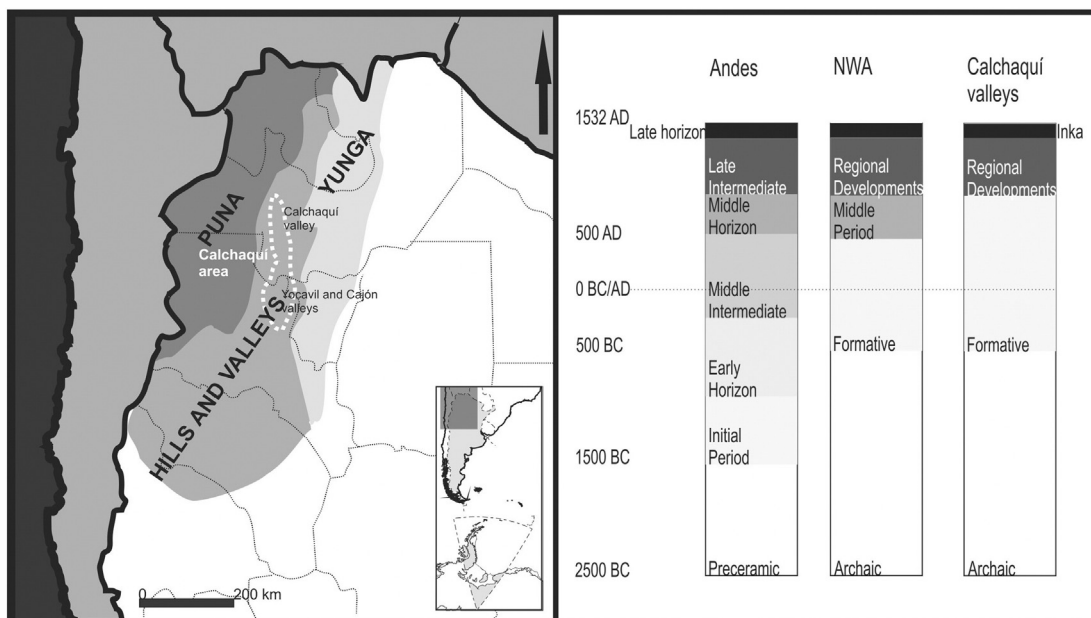 PUNA
YUNGA
Calchaquí
valley
Calchaquí
area
Yocavil and Cajón
valleys
HILLS AND VALLEYS
0
200 km
Andes
NWA
Calchaquí
valleys
1532 AD
Late horizon
Inka
Late
Intermediate
Regional
Developments
Regional
Developments
Middle
Horizon
Middle
Period
500 AD
0 BC/AD
Middle
Intermediate
500 BC
Formative
Formative
Early
Horizon
Initial
Period
1500 BC
2500 BC
Preceramic
Archaic
Archaic